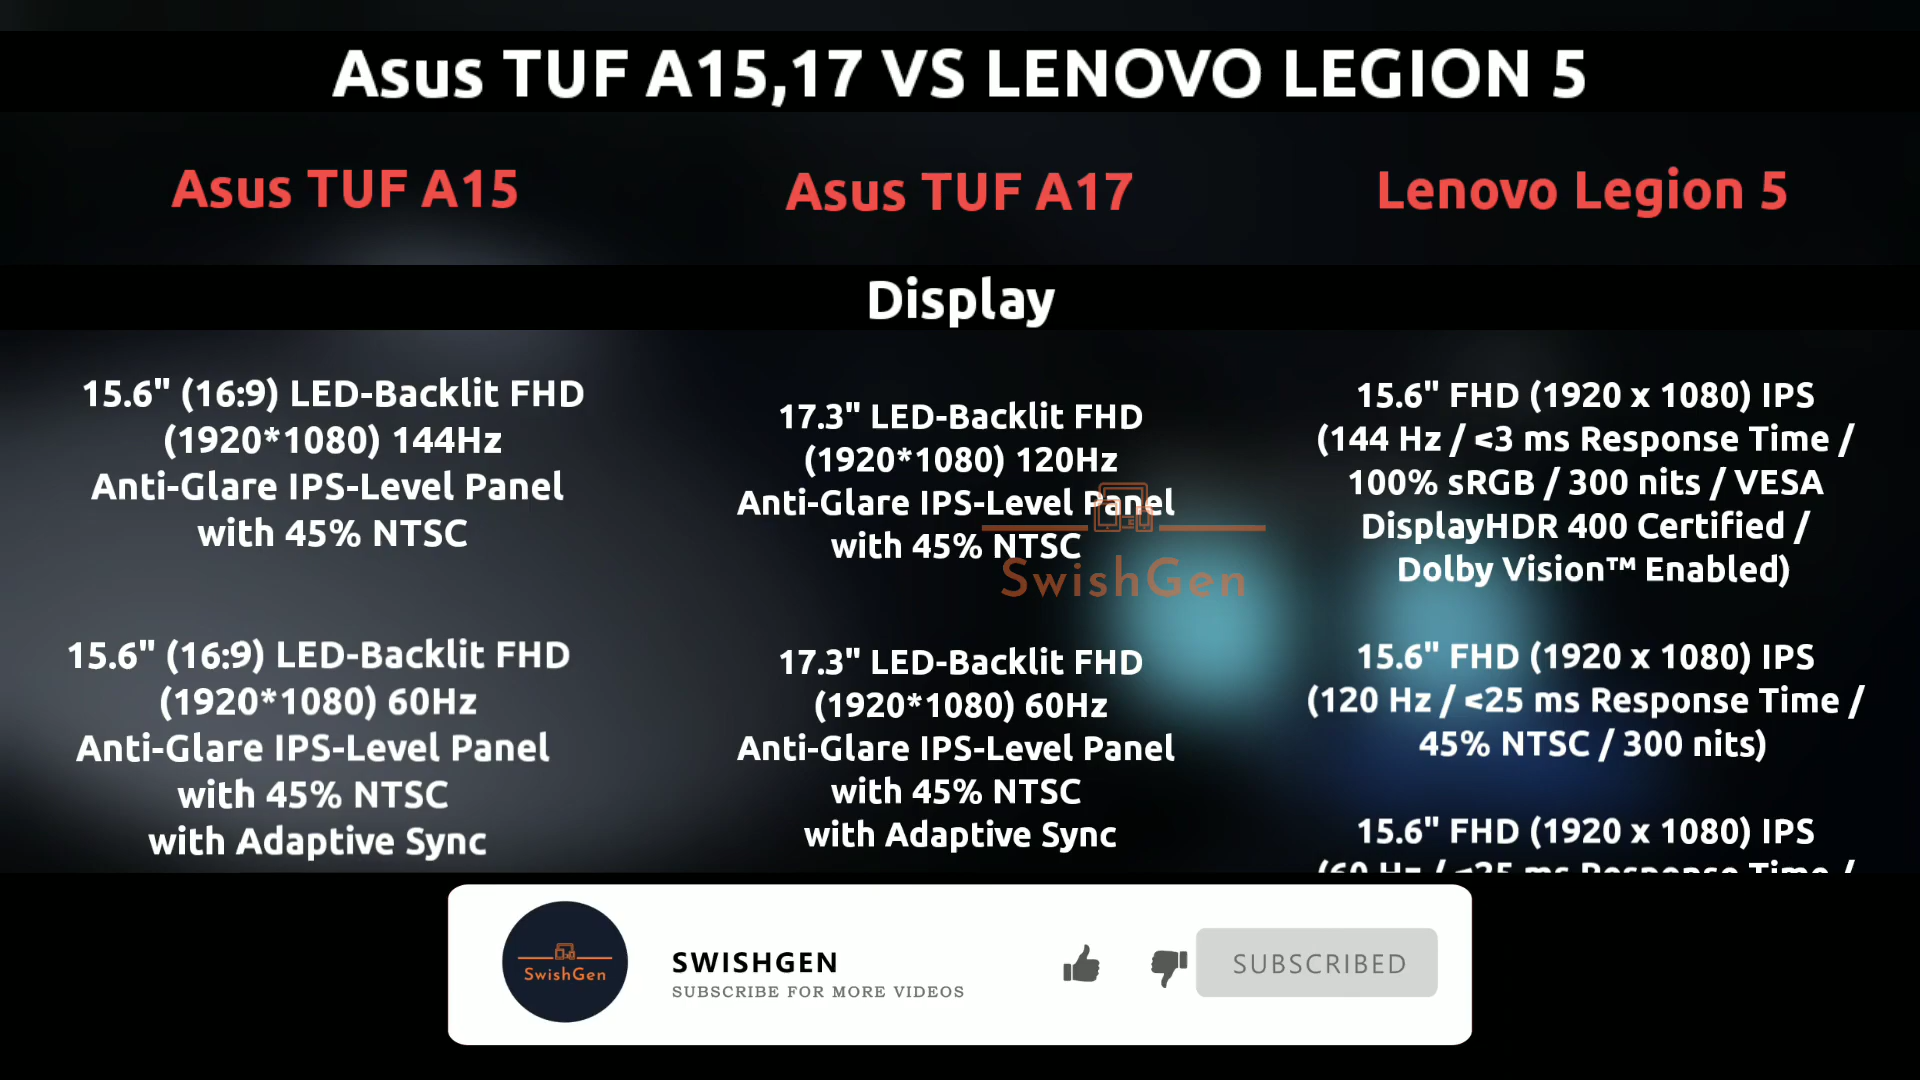 Asus TUF A15,17 VS LENOVO LEGION 5
Asus TUF A15
Asus TUF A17
Lenovo Legion 5
Display
15.6" (16:9) LED-Backlit FHD
(1920*1080) 144Hz
Anti-Glare IPS-Level Panel
with 45% NTSC
15.6" (16:9) LED-Backlit FHD
(1920*1080) 60Hz
Anti-Glare IPS-Level Panel
with 45% NTSC
with Adaptive Sync
17.3" LED-Backlit FHD
(1920*1080) 120Hz
Anti-Glare IPS-Level Panel
with 45% NTSC
17.3" LED-Backlit FHD
(1920*1080) 60Hz
Anti-Glare IPS-Level Panel
with 45% NTSC
with Adaptive Sync
SwishGen
15.6" FHD (1920 x 1080) IPS
(144 Hz / <3 ms Response Time /
100% sRGB / 300 nits / VESA
DisplayHDR 400 Certified /
Dolby Vision™ Enabled)
15.6" FHD (1920 x 1080) IPS
(120 Hz / <25 ms Response Time /
45% NTSC / 300 nits)
15.6" FHD (1920 x 1080) IPS
(60 Hz / <25 ms Response Time /
SwishGen
SWISHGEN
SUBSCRIBE FOR MORE VIDEOS
SUBSCRIBED